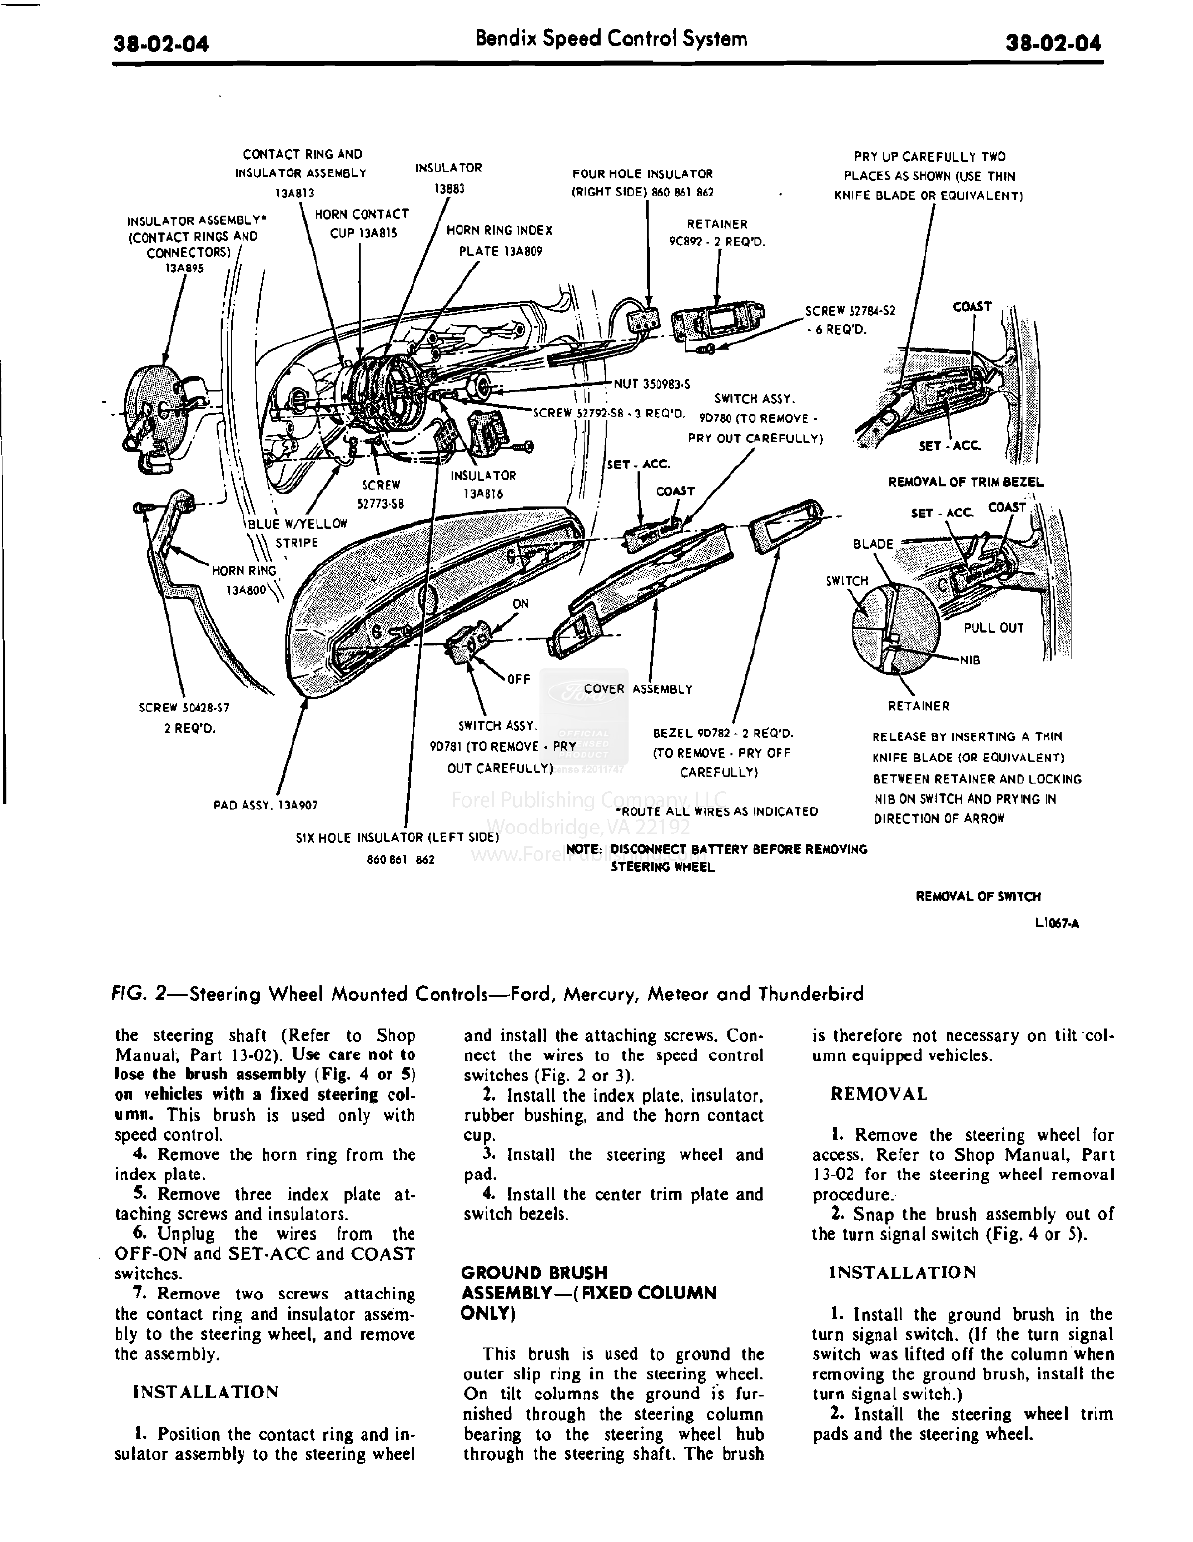 38-02-04
Bendix Speed Control System
38-02-04
CONTACT RING AND
INSULATOR ASSEMBLY
13A813
INSULATOR
13883
FOUR HOLE INSULATOR
(RIGHT SIDE) 860 861 862
PRY UP CAREFULLY TWO
PLACES AS SHOWN (USE THIN
KNIFE BLADE OR EQUIVALENT)
INSULATOR ASSEMBLY*
(CONTACT RINGS AND
CONNECTORS)
13A895
HORN CONTACT
CUP 13A815
HORN RING INDEX
PLATE 13A809
RETAINER
9C892 - 2 REQ'D.
SCREW 52784-S2
- 6 REQ'D.
COAST
NUT 350983-S
SCREW 52792-S8 - 3 REQ'D.
SWITCH ASSY.
9D780 (TO REMOVE -
PRY OUT CAREFULLY)
SET - ACC.
REMOVAL OF TRIM BEZEL
SCREW
52773-S8
INSULATOR
13A816
SET - ACC.
COAST
BLUE W/YELLOW
STRIPE
HORN RING
13A800
SET - ACC.
COAST
BLADE
SWITCH
PULL OUT
NIB
RETAINER
ON
OFF
COVER ASSEMBLY
SCREW 50428-S7
2 REQ'D.
SWITCH ASSY.
9D781 (TO REMOVE - PRY
OUT CAREFULLY)
BEZEL 9D782 - 2 REQ'D.
(TO REMOVE - PRY OFF
CAREFULLY)
RELEASE BY INSERTING A THIN
KNIFE BLADE (OR EQUIVALENT)
BETWEEN RETAINER AND LOCKING
NIB ON SWITCH AND PRYING IN
DIRECTION OF ARROW
PAD ASSY. 13A907
*ROUTE ALL WIRES AS INDICATED
SIX HOLE INSULATOR (LEFT SIDE)
860 861 862
NOTE: DISCONNECT BATTERY BEFORE REMOVING
STEERING WHEEL
REMOVAL OF SWITCH
L1067-A
Ford
OFFICIAL
LICENSED
PRODUCT
Forel Publishing Company, LLC
Woodbridge, VA 22192
www.ForelPublishing.com
FIG. 2—Steering Wheel Mounted Controls—Ford, Mercury, Meteor and Thunderbird
the steering shaft (Refer to Shop
Manual, Part 13-02). Use care not to
lose the brush assembly (Fig. 4 or 5)
on vehicles with a fixed steering col-
umn. This brush is used only with
speed control.
4. Remove the horn ring from the
index plate.
5. Remove three index plate at-
taching screws and insulators.
6. Unplug the wires from the
OFF-ON and SET-ACC and COAST
switches.
7. Remove two screws attaching
the contact ring and insulator assem-
bly to the steering wheel, and remove
the assembly.
INSTALLATION
1. Position the contact ring and in-
sulator assembly to the steering wheel
and install the attaching screws. Con-
nect the wires to the speed control
switches (Fig. 2 or 3).
2. Install the index plate, insulator,
rubber bushing, and the horn contact
cup.
3. Install the steering wheel and
pad.
4. Install the center trim plate and
switch bezels.
GROUND BRUSH
ASSEMBLY—(FIXED COLUMN
ONLY)
This brush is used to ground the
outer slip ring in the steering wheel.
On tilt columns the ground is fur-
nished through the steering column
bearing to the steering wheel hub
through the steering shaft. The brush
is therefore not necessary on tilt col-
umn equipped vehicles.
REMOVAL
1. Remove the steering wheel for
access. Refer to Shop Manual, Part
13-02 for the steering wheel removal
procedure.
2. Snap the brush assembly out of
the turn signal switch (Fig. 4 or 5).
INSTALLATION
1. Install the ground brush in the
turn signal switch. (If the turn signal
switch was lifted off the column when
removing the ground brush, install the
turn signal switch.)
2. Install the steering wheel trim
pads and the steering wheel.